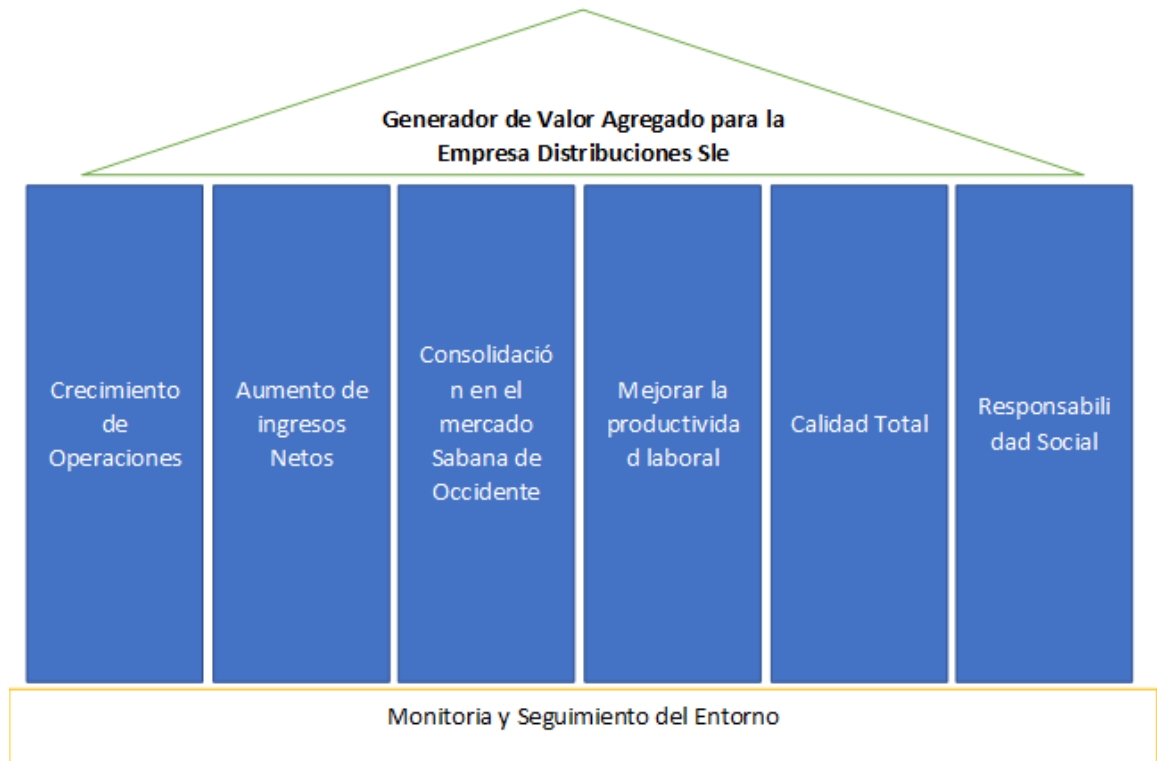 Generador de Valor Agregado para la
Empresa Distribuciones Sle
Crecimiento
de
Operaciones
Aumento de
ingresos
Netos
Consolidació
n en el
mercado
Sabana de
Occidente
Mejorar la
productivida
d laboral
Calidad Total
Responsabili
dad Social
Monitoria y Seguimiento del Entorno